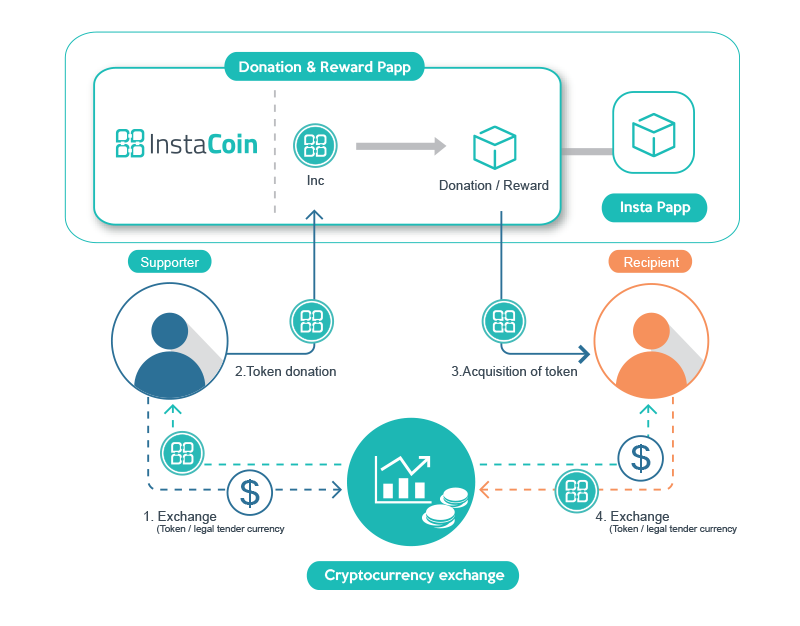 Donation & Reward Papp
InstaCoin
Inc
Donation / Reward
Insta Papp
Supporter
Recipient
2.Token donation
3.Acquisition of token
$
$
1. Exchange
(Token / legal tender currency
4. Exchange
(Token / legal tender currency
Cryptocurrency exchange